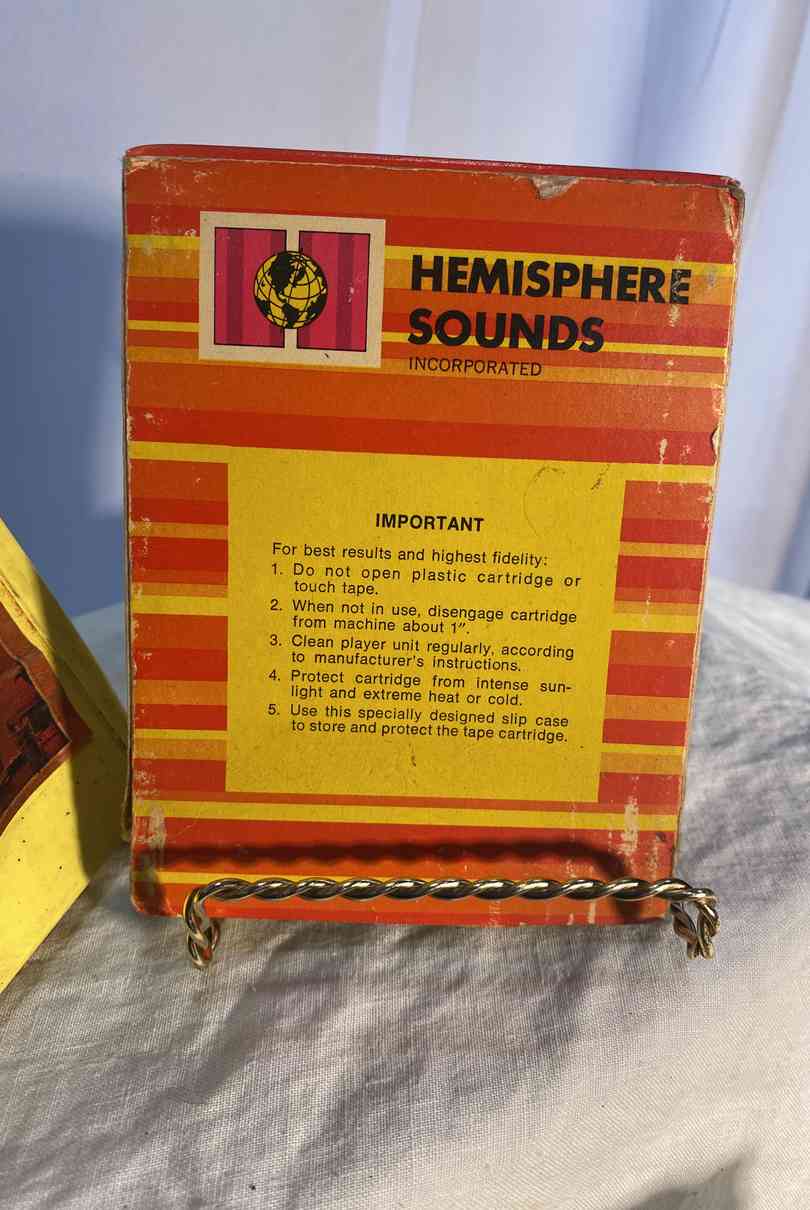 HEMISPHERE
SOUNDS
INCORPORATED
IMPORTANT
For best results and highest fidelity:
1. Do not open plastic cartridge or
touch tape.
2. When not in use, disengage cartridge
from machine about 1″.
3. Clean player unit regularly, according
to manufacturer's instructions.
4. Protect cartridge from intense sun-
light and extreme heat or cold.
5. Use this specially designed slip case
to store and protect the tape cartridge.